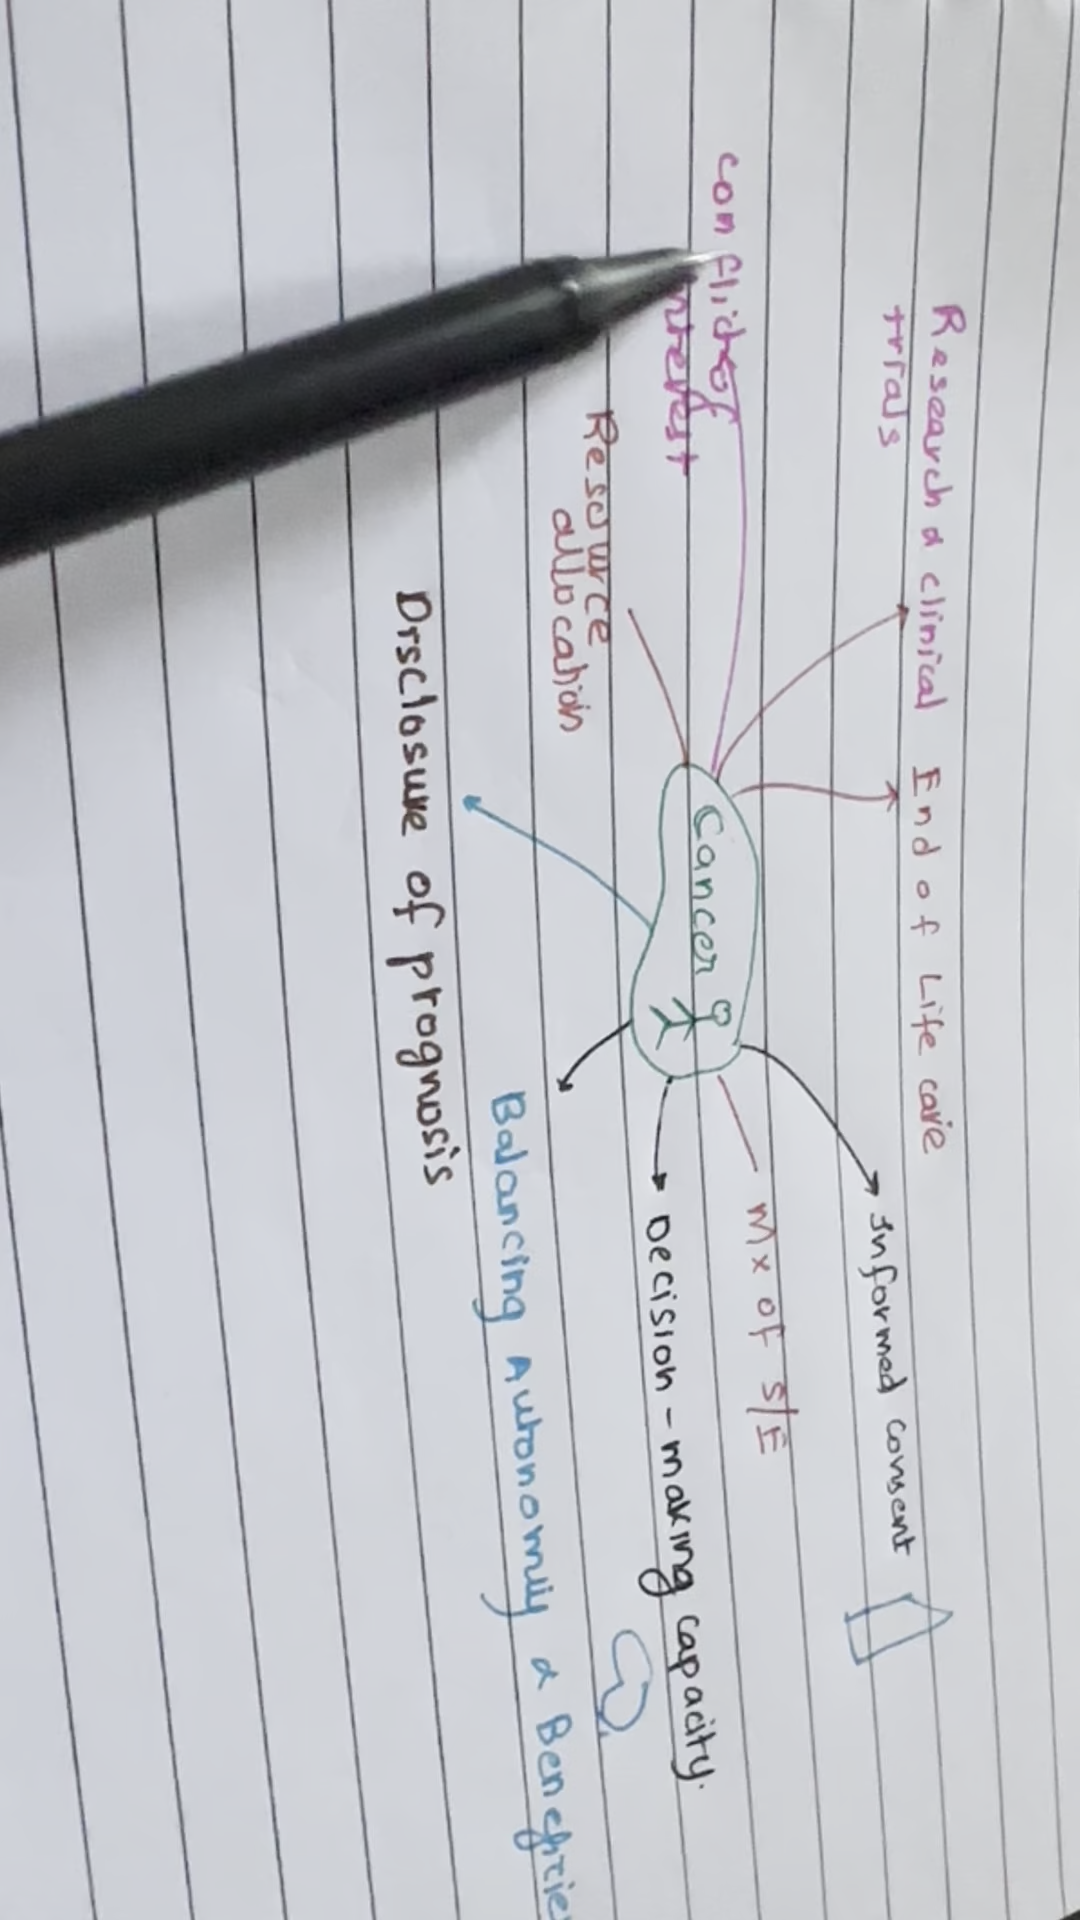 Research & clinical
trials
End of Life care
Informed consent
conflict of
interest
Mx of S/E
Cancer
Decision-making capacity.
Resource
allocation
Balancing Autonomy &
Disclosure of prognosis